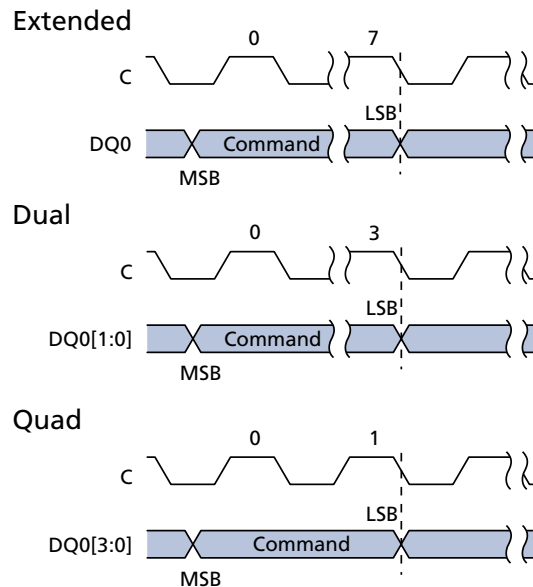 Extended
0 7
C
LSB
DQ0 Command
MSB
Dual
0 3
C
LSB
DQ0[1:0] Command
MSB
Quad
0 1
C
LSB
DQ0[3:0] Command
MSB